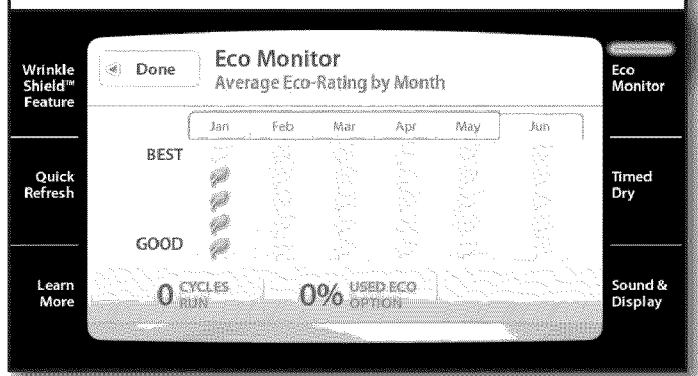 Wrinkle
Shield™
Feature
Quick
Refresh
Learn
More
Done
Eco Monitor
Average Eco-Rating by Month
Jan Feb Mar Apr May Jun
BEST
GOOD
0 CYCLES
RUN
0% USED ECO
OPTION
Eco
Monitor
Timed
Dry
Sound &
Display